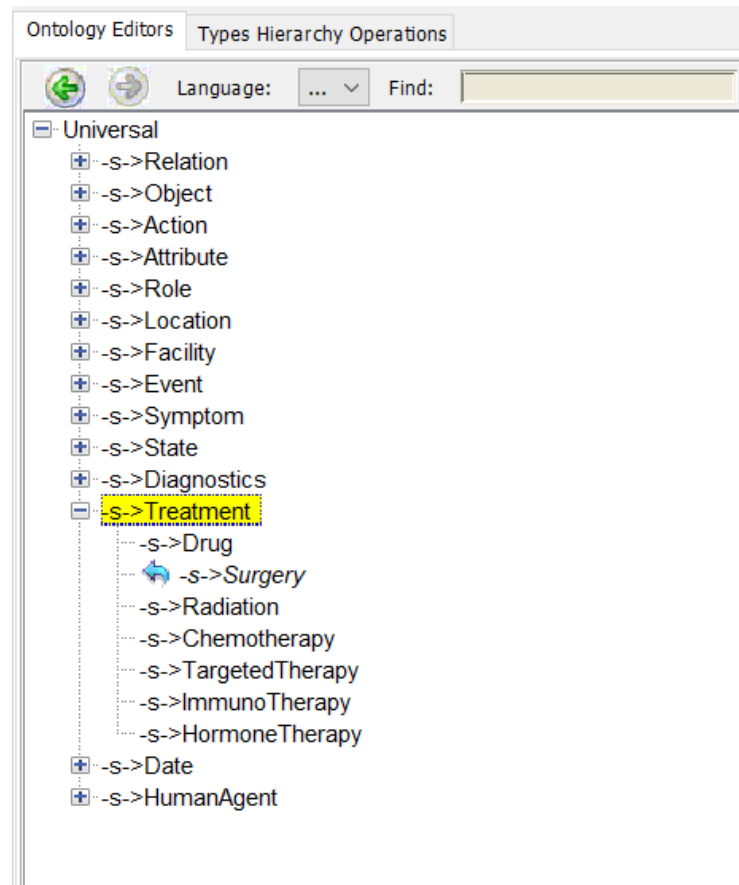 Ontology Editors Types Hierarchy Operations
Language: ... Find:
Universal
-s->Relation
-s->Object
-s->Action
-s->Attribute
-s->Role
-s->Location
-s->Facility
-s->Event
-s->Symptom
-s->State
-s->Diagnostics
-s->Treatment
-s->Drug
-s->Surgery
-s->Radiation
-s->Chemotherapy
-s->TargetedTherapy
-s->ImmunoTherapy
-s->HormoneTherapy
-s->Date
-s->HumanAgent